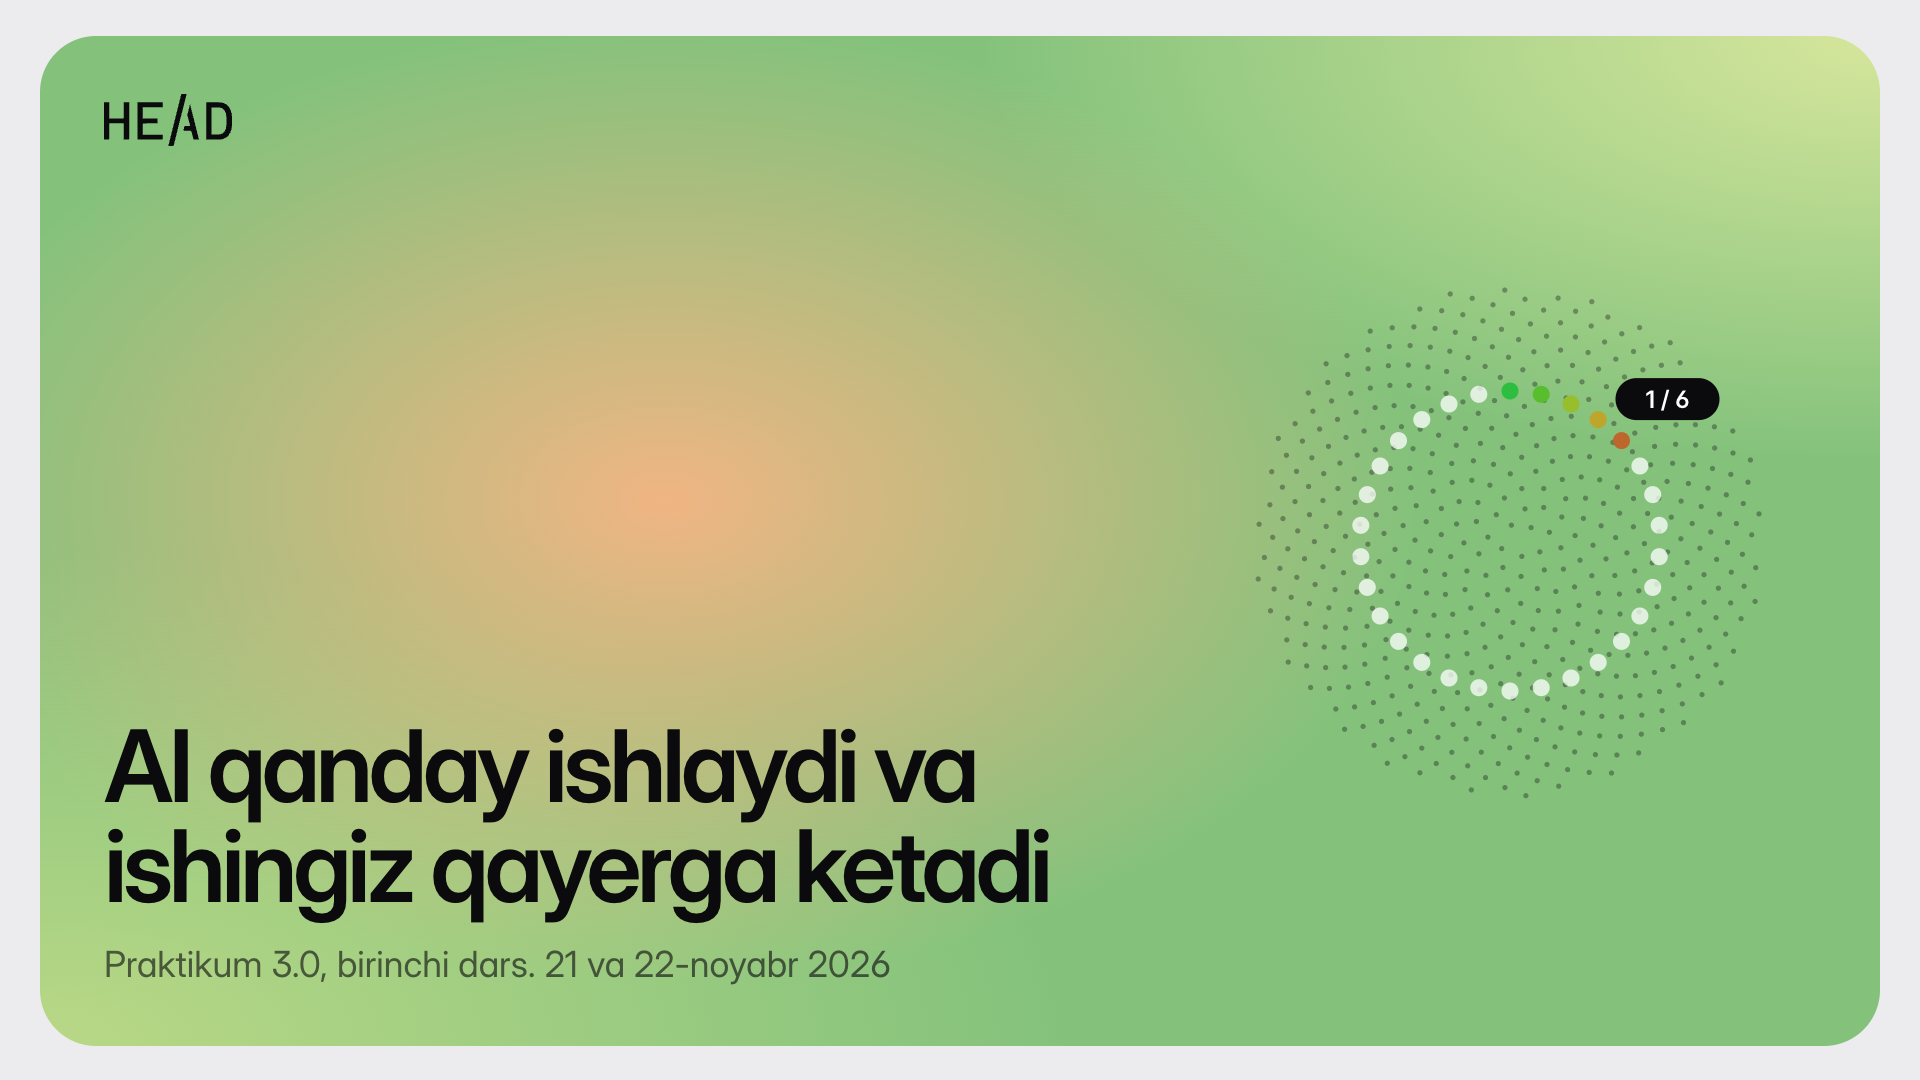 HEAD
1 / 6
AI qanday ishlaydi va
ishingiz qayerga ketadi
Praktikum 3.0, birinchi dars. 21 va 22-noyabr 2026